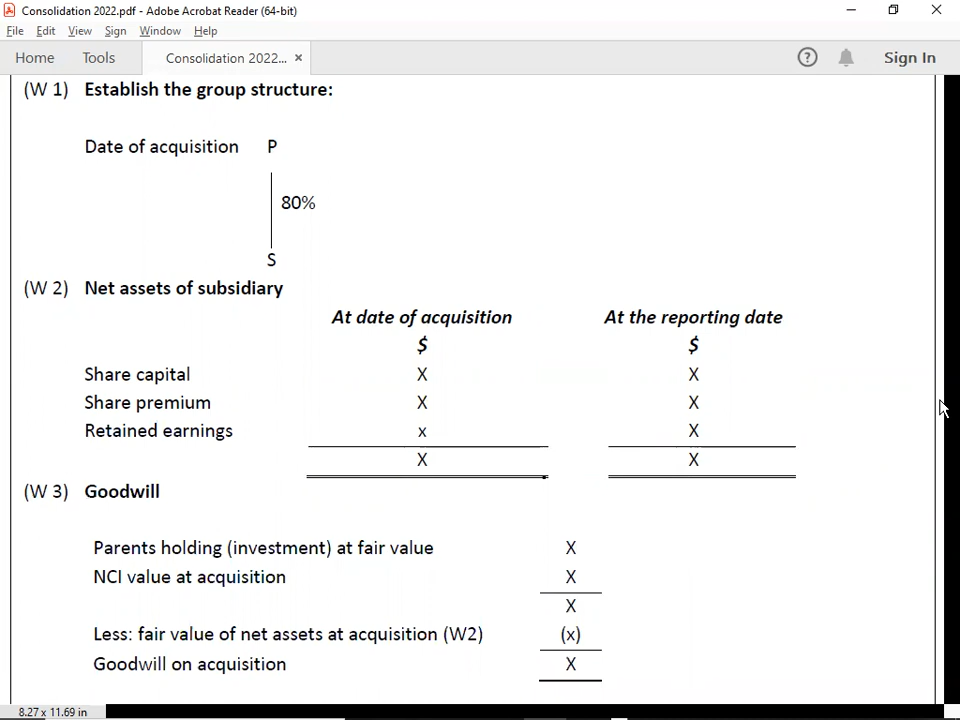 Consolidation 2022.pdf - Adobe Acrobat Reader (64-bit)
File Edit View Sign Window Help
Home Tools Consolidation 2022... × Sign In
(W 1) Establish the group structure:
Date of acquisition P
80%
S
(W 2) Net assets of subsidiary
At date of acquisition At the reporting date
$ $
Share capital X X
Share premium X X
Retained earnings x X
X X
(W 3) Goodwill
Parents holding (investment) at fair value X
NCI value at acquisition X
X
Less: fair value of net assets at acquisition (W2) (x)
Goodwill on acquisition X
8.27 x 11.69 in